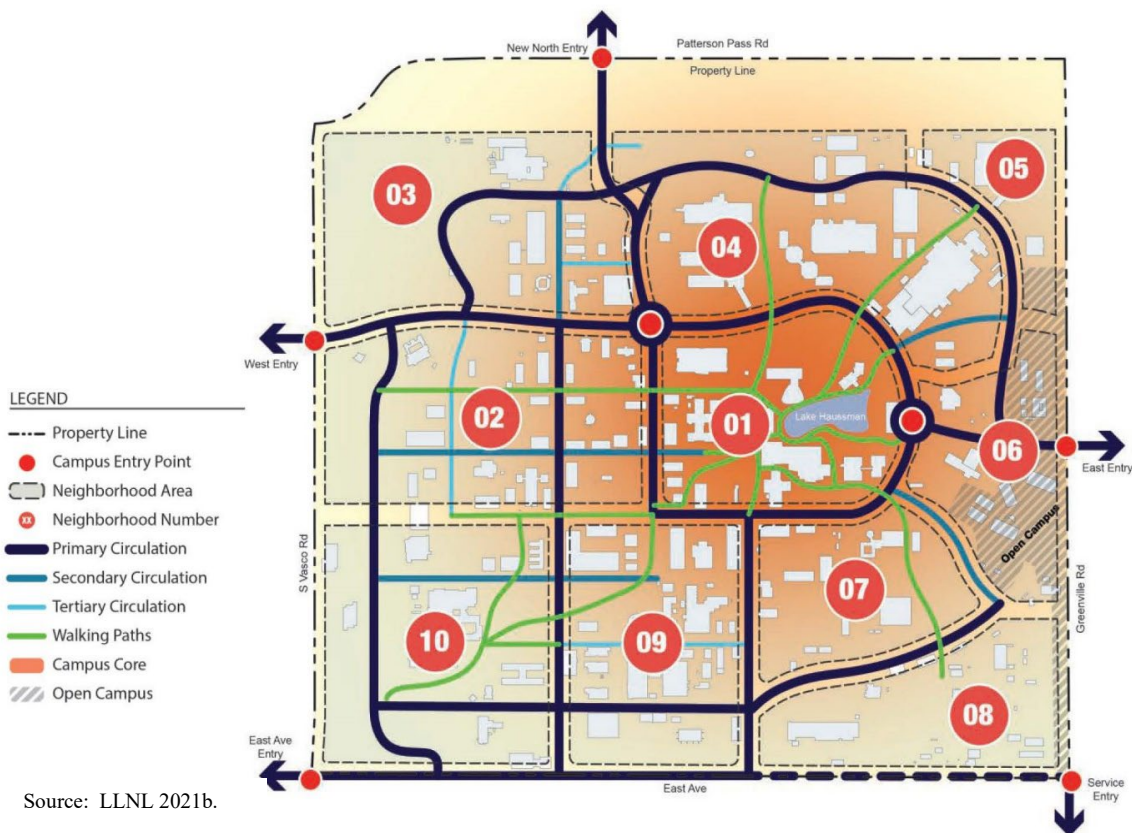 New North Entry
Patterson Pass Rd
Property Line
03
05
04
West Entry
LEGEND
Property Line
Campus Entry Point
Neighborhood Area
XX Neighborhood Number
Primary Circulation
Secondary Circulation
Tertiary Circulation
Walking Paths
Campus Core
Open Campus
02
01
Lake Haussman
06
East Entry
Open Campus
S Vasco Rd
Greenville Rd
07
10
09
08
East Ave
Entry
East Ave
Service
Entry
Source: LLNL 2021b.